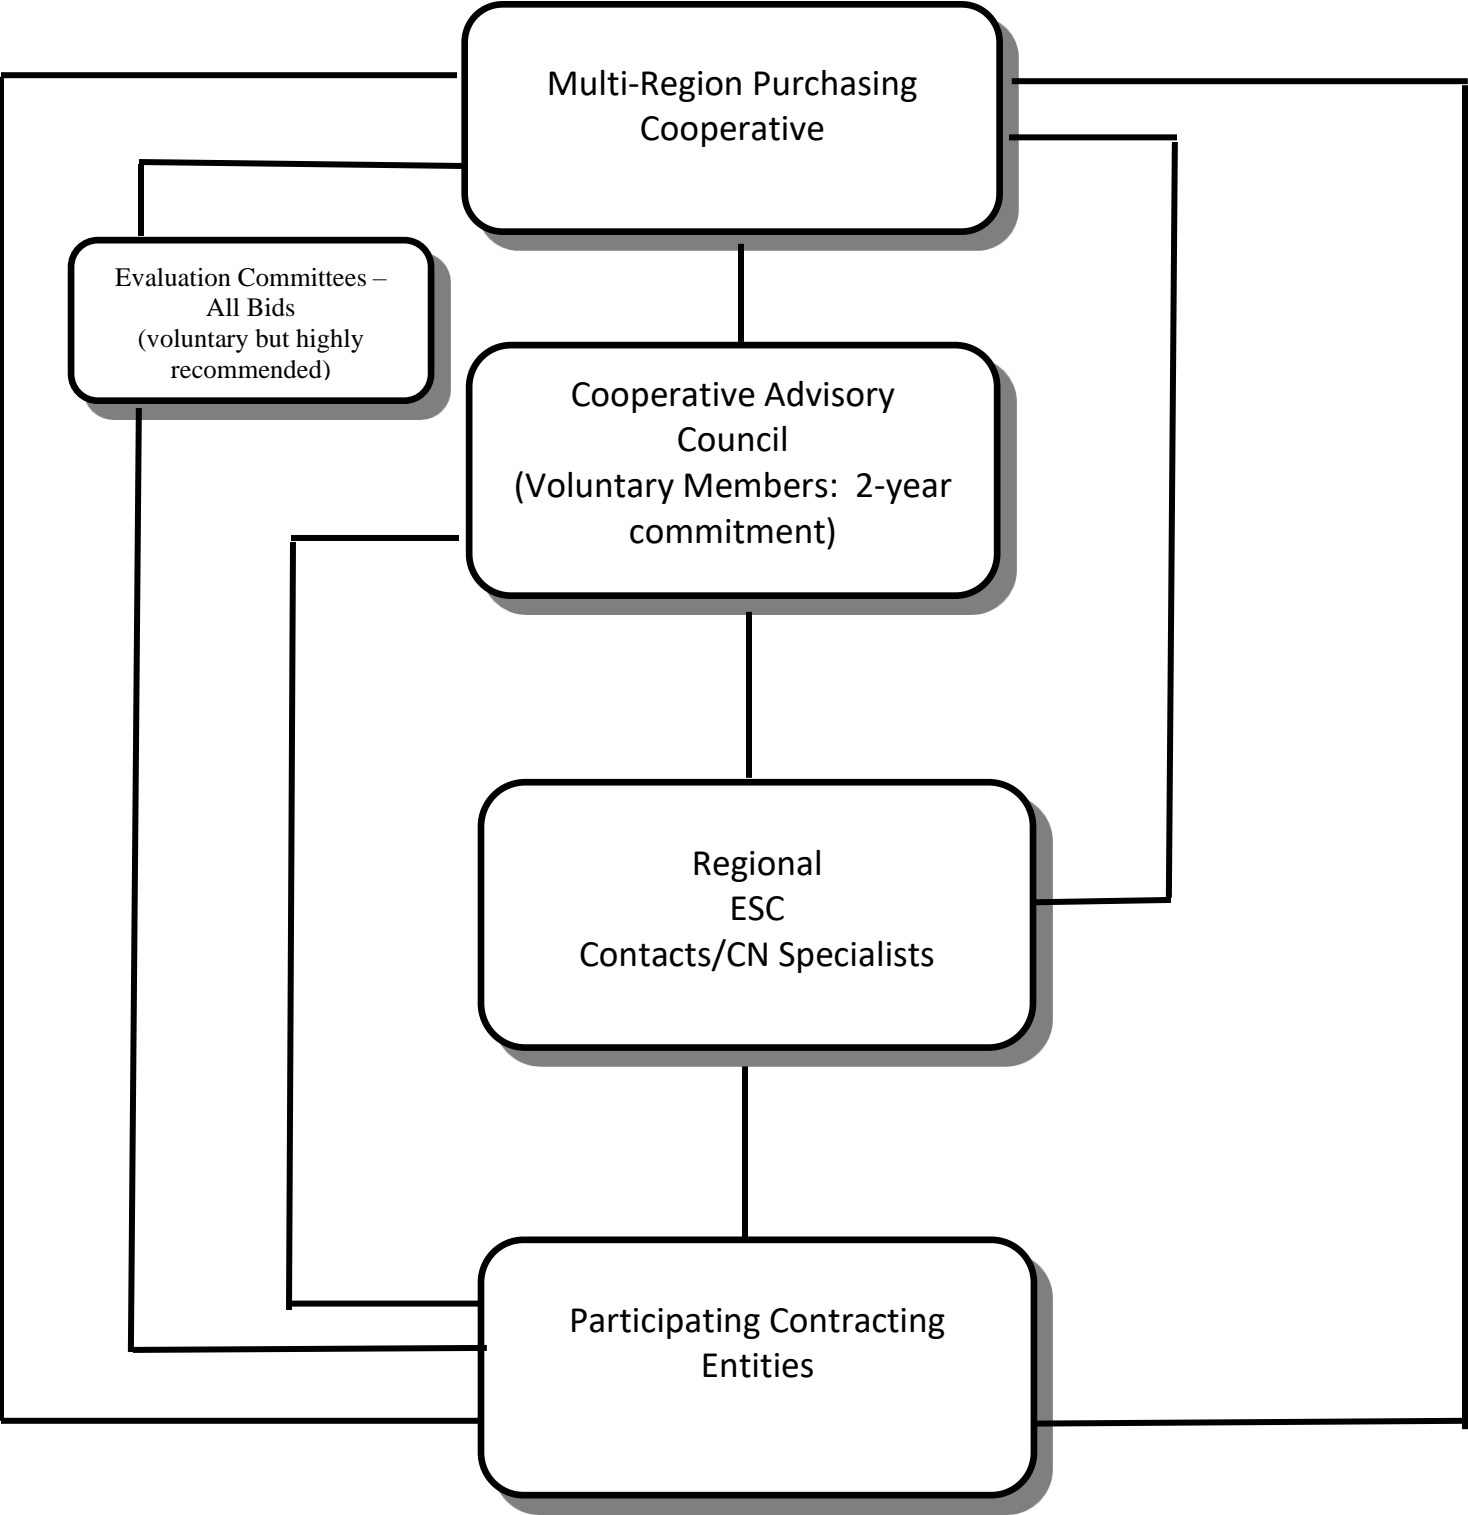 Multi-Region Purchasing
Cooperative
Evaluation Committees –
All Bids
(voluntary but highly
recommended)
Cooperative Advisory
Council
(Voluntary Members:  2-year
commitment)
Regional
ESC
Contacts/CN Specialists
Participating Contracting
Entities